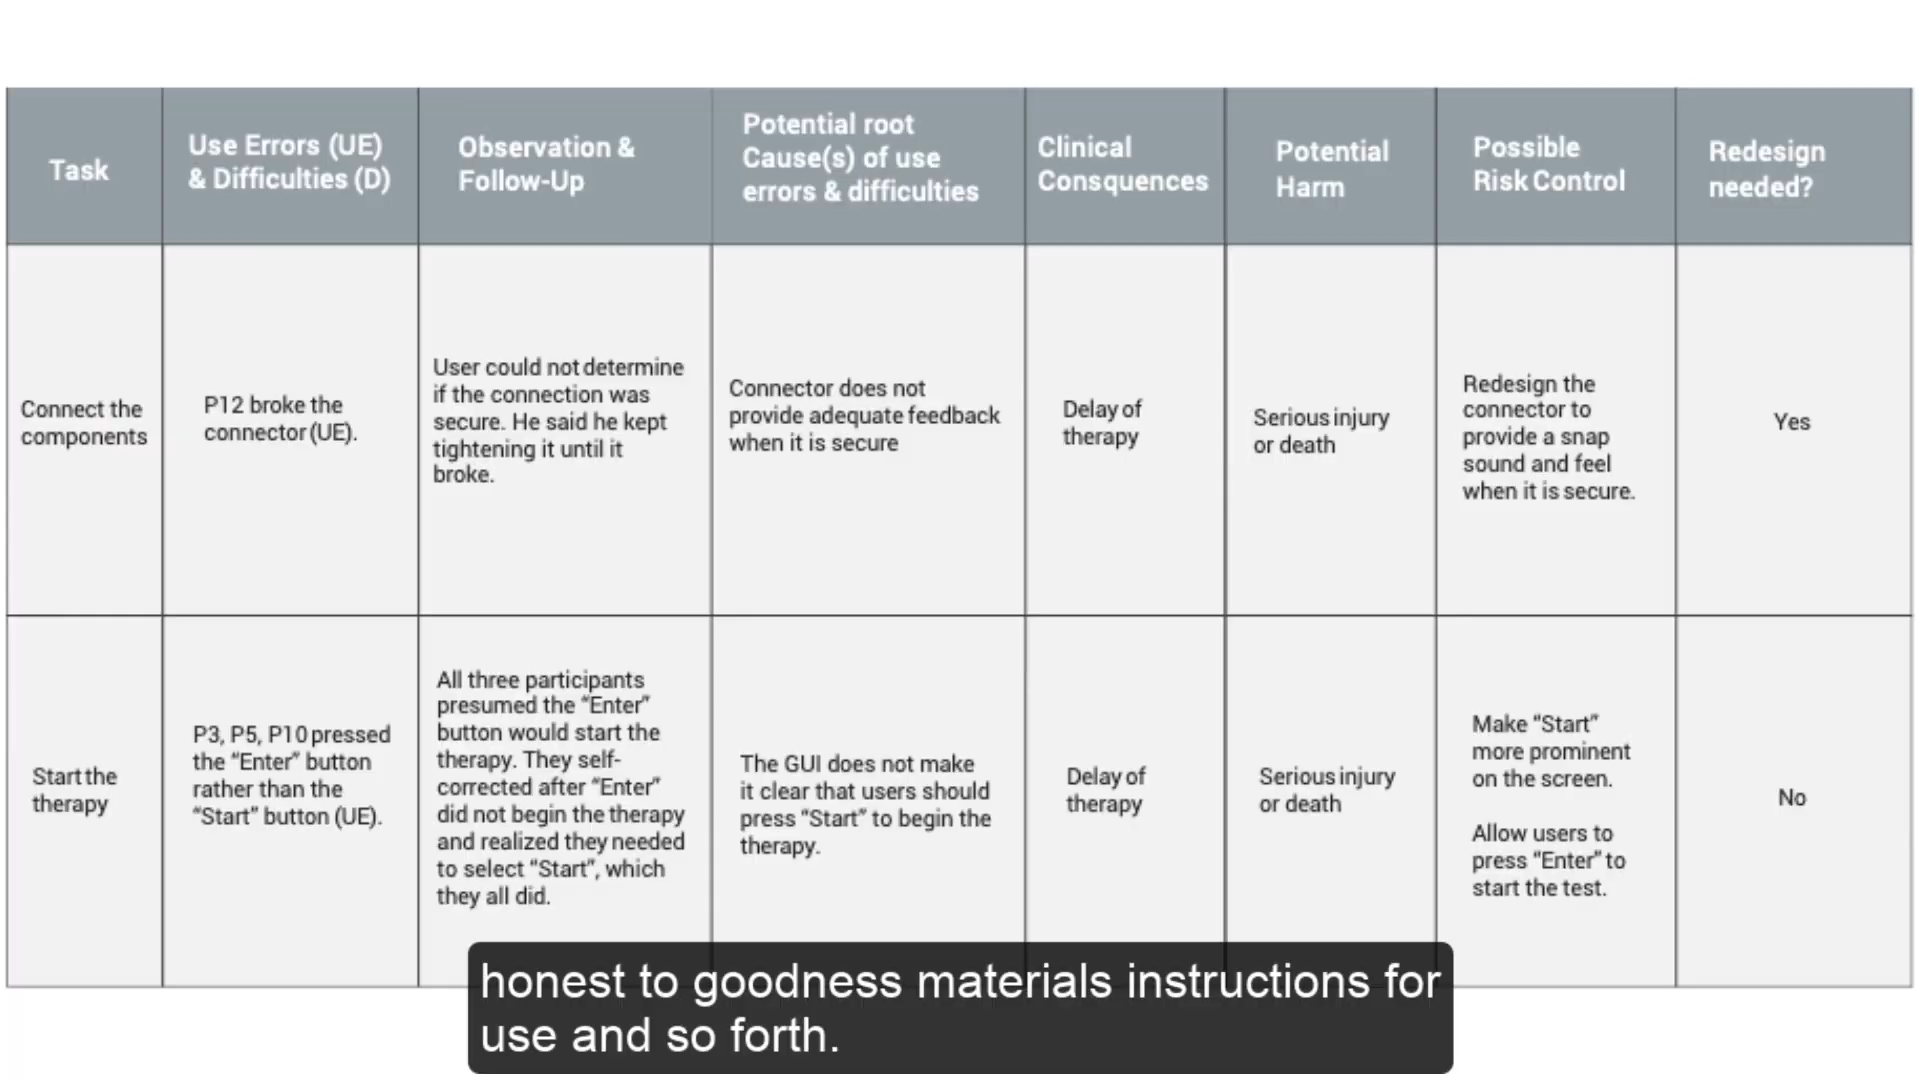 Task
Use Errors (UE)
& Difficulties (D)
Observation &
Follow-Up
Potential root
Cause(s) of use
errors & difficulties
Clinical
Consquences
Potential
Harm
Possible
Risk Control
Redesign
needed?
Connect the
components
P12 broke the
connector (UE).
User could not determine
if the connection was
secure. He said he kept
tightening it until it
broke.
Connector does not
provide adequate feedback
when it is secure
Delay of
therapy
Serious injury
or death
Redesign the
connector to
provide a snap
sound and feel
when it is secure.
Yes
Start the
therapy
P3, P5, P10 pressed
the “Enter” button
rather than the
“Start” button (UE).
All three participants
presumed the “Enter”
button would start the
therapy. They self-
corrected after “Enter”
did not begin the therapy
and realized they needed
to select “Start”, which
they all did.
The GUI does not make
it clear that users should
press “Start” to begin the
therapy.
Delay of
therapy
Serious injury
or death
Make “Start”
more prominent
on the screen.
Allow users to
press “Enter” to
start the test.
No
honest to goodness materials instructions for
use and so forth.